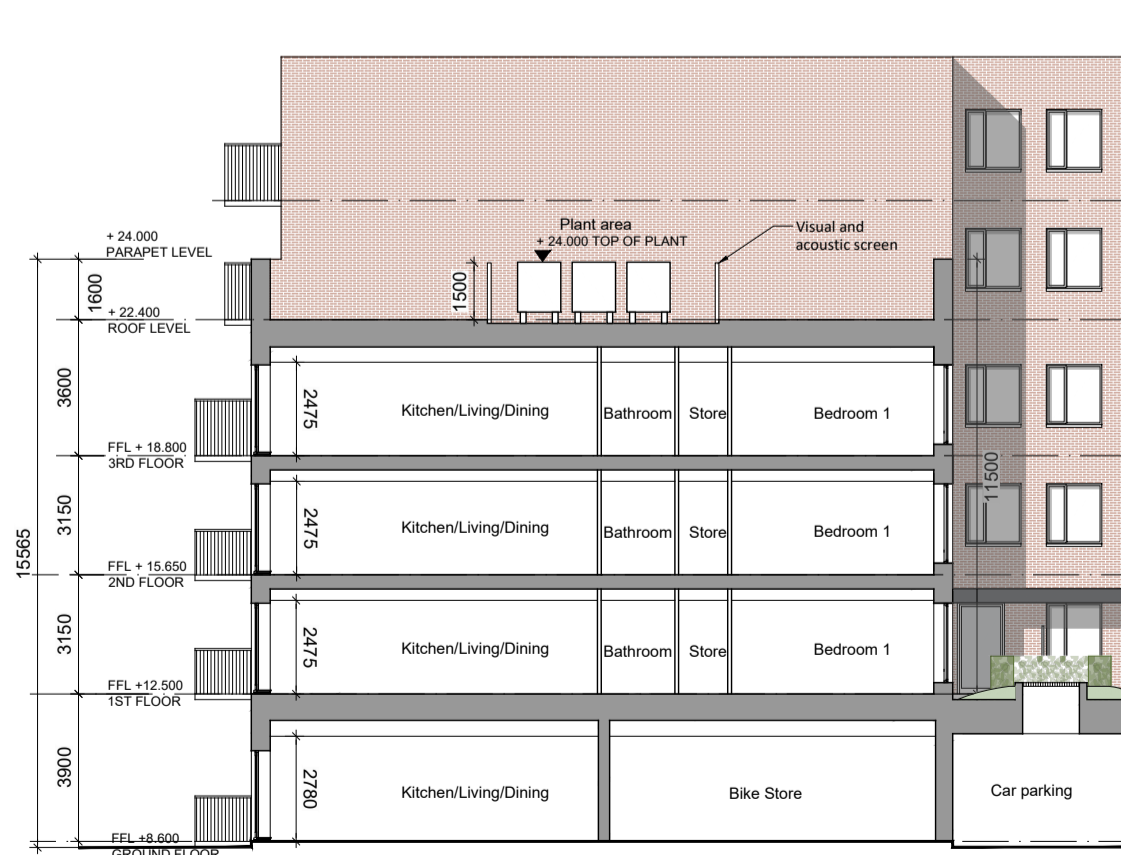 Plant area
+ 24.000 TOP OF PLANT
Visual and
acoustic screen
+ 24.000
PARAPET LEVEL
1600
1500
+ 22.400
ROOF LEVEL
3600
2475
Kitchen/Living/Dining
Bathroom
Store
Bedroom 1
FFL + 18.800
3RD FLOOR
11500
3150
2475
Kitchen/Living/Dining
Bathroom
Store
Bedroom 1
15565
FFL + 15.650
2ND FLOOR
3150
2475
Kitchen/Living/Dining
Bathroom
Store
Bedroom 1
FFL +12.500
1ST FLOOR
3900
2780
Kitchen/Living/Dining
Bike Store
Car parking
FFL +8.600
GROUND FLOOR